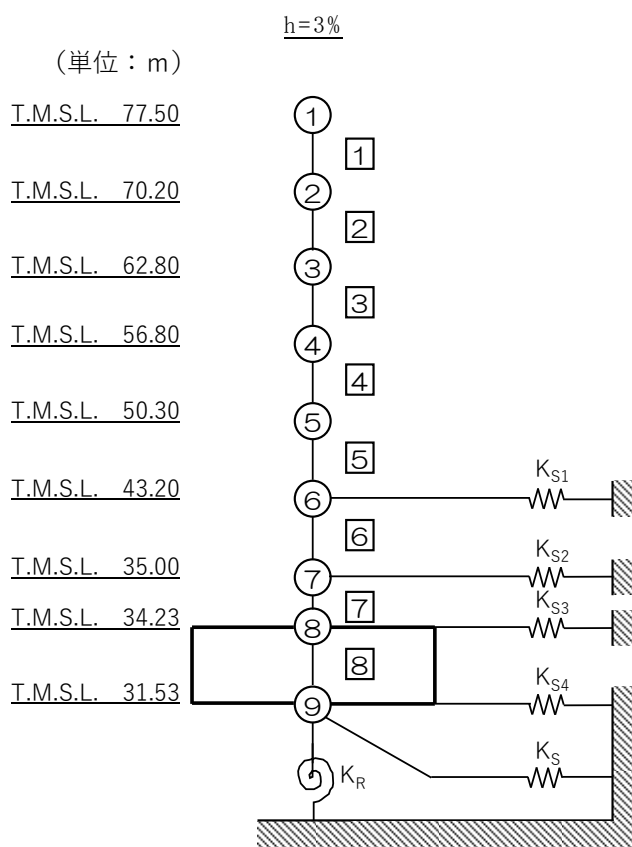 h=3%
（単位：m）
T.M.S.L. 77.50
①
1
T.M.S.L. 70.20
②
2
T.M.S.L. 62.80
③
3
T.M.S.L. 56.80
④
4
T.M.S.L. 50.30
⑤
5
T.M.S.L. 43.20
⑥
KS1
6
T.M.S.L. 35.00
⑦
KS2
7
T.M.S.L. 34.23
⑧
KS3
8
T.M.S.L. 31.53
⑨
KS4
KR
KS